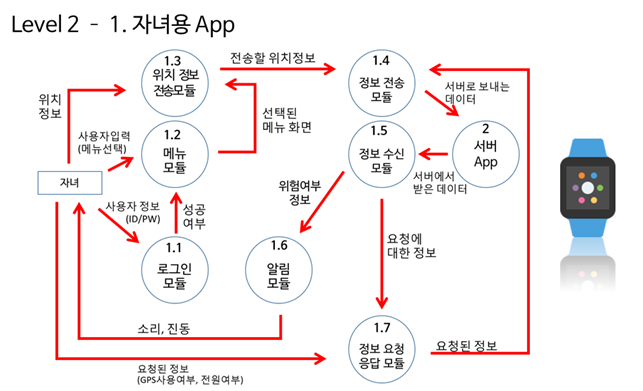 Level 2 – 1. 자녀용 App
1.3
위치 정보
전송모듈
전송할 위치정보
1.4
정보 전송
모듈
서버로 보내는
데이터
위치
정보
선택된
메뉴 화면
사용자입력
(메뉴선택)
1.2
메뉴
모듈
1.5
정보 수신
모듈
2
서버
App
서버에서
받은 데이터
자녀
위험여부
정보
사용자 정보
(ID/PW)
성공
여부
1.1
로그인
모듈
1.6
알림
모듈
요청에
대한 정보
소리, 진동
1.7
정보 요청
응답 모듈
요청된 정보
요청된 정보
(GPS사용여부, 전원여부)